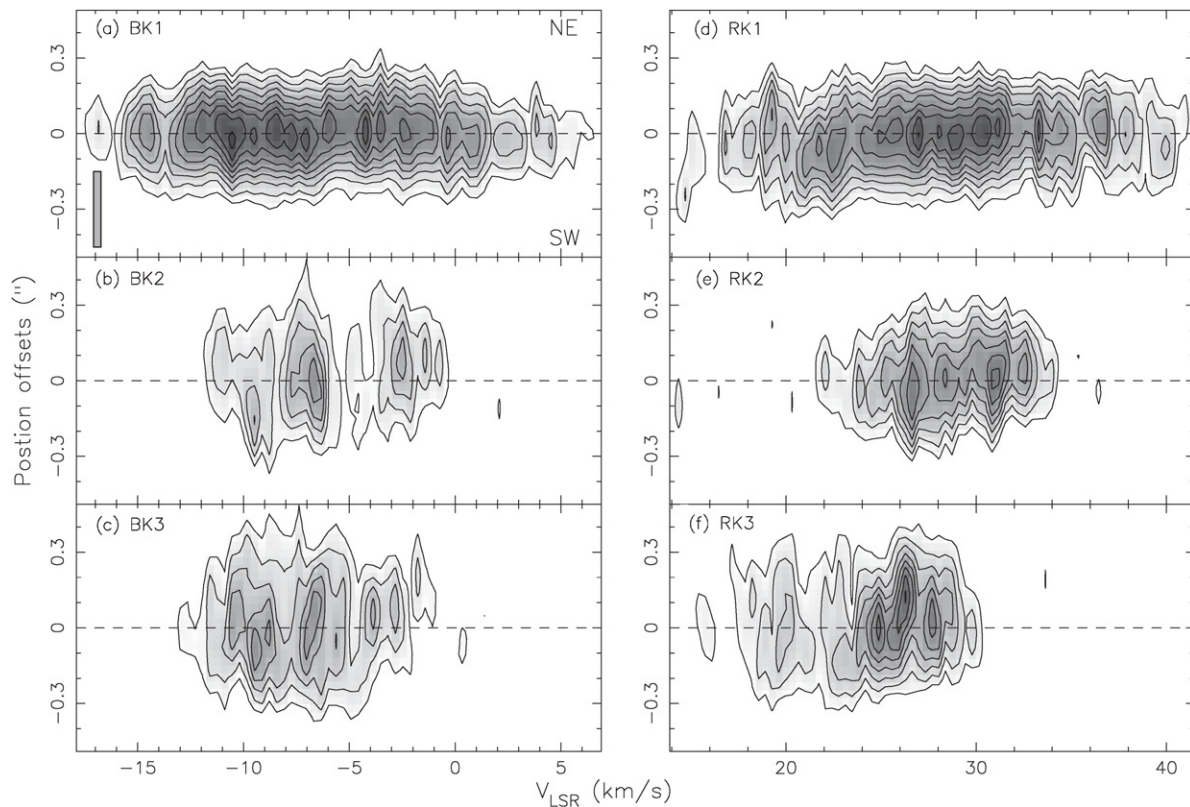 (a) BK1
NE
(d) RK1
0.3
0
−0.3
0.3
0
−0.3
SW
(b) BK2
(e) RK2
0.3
0
−0.3
0.3
0
−0.3
(c) BK3
(f) RK3
0.3
0
−0.3
0.3
0
−0.3
Postion offsets (")
−15 −10 −5 0 5
20 30 40
V_LSR (km/s)